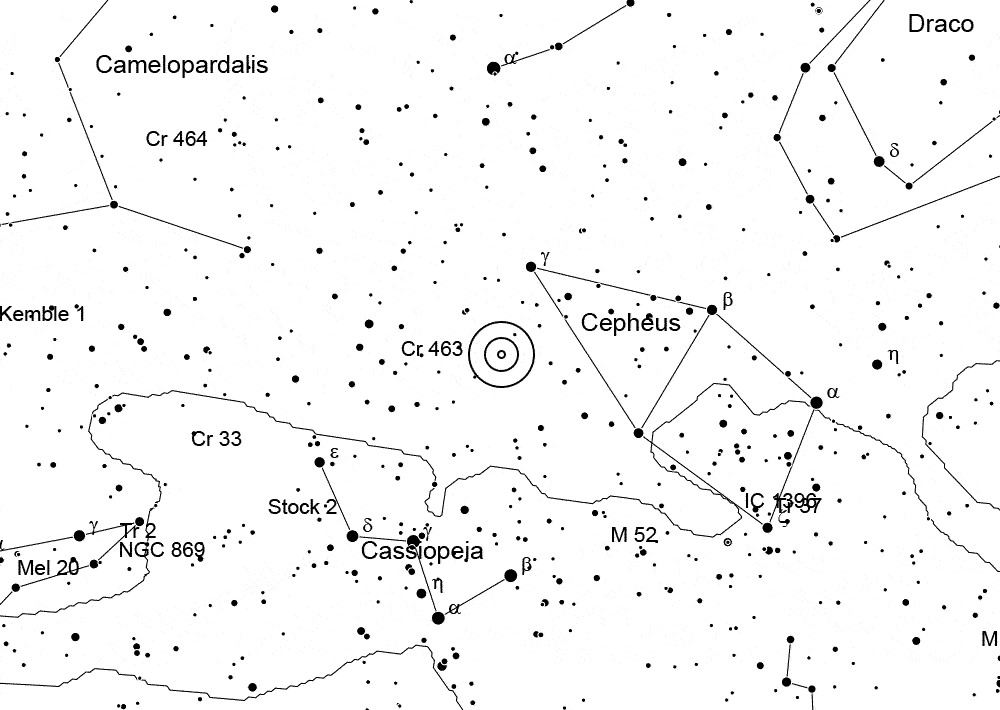 Draco
α
Camelopardalis
Cr 464
δ
γ
β
Kemble 1
Cepheus
Cr 463
η
α
Cr 33
ε
Stock 2
IC 1396
Tr 37
ζ
γ
δ
γ
Tr 2
M 52
NGC 869
Cassiopeja
Mel 20
β
η
α
M